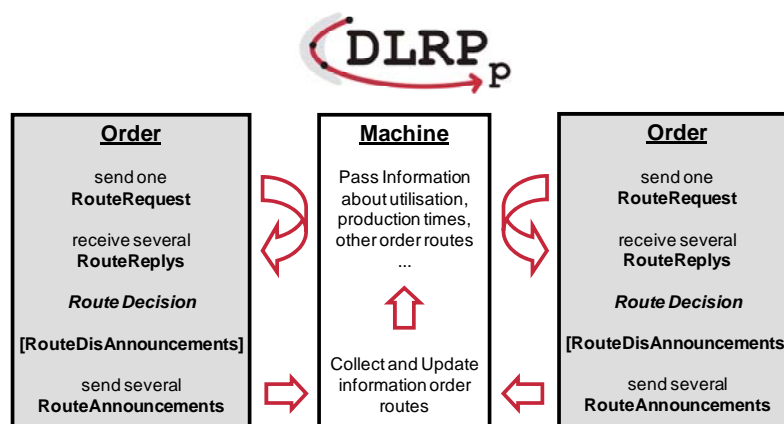 DLRP
p
Order
send one
RouteRequest
receive several
RouteReplys
Route Decision
[RouteDisAnnouncements]
send several
RouteAnnouncements
Machine
Pass Information
about utilisation,
production times,
other order routes
...
Collect and Update
information order
routes
Order
send one
RouteRequest
receive several
RouteReplys
Route Decision
[RouteDisAnnouncements
send several
RouteAnnouncements